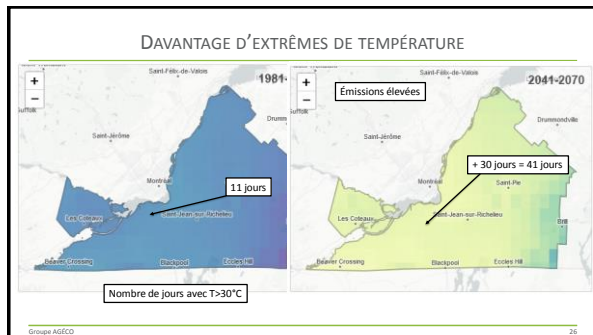 DAVANTAGE D'EXTRÊMES DE TEMPÉRATURE
+
−
Saint-Félix-de-Valois
1981-
Saint-Jérôme
Montréal
11 jours
Les Coteaux
Saint-Jean-sur-Richelieu
Beaver Crossing
Blackpool
Eccles Hill
Nombre de jours avec T>30°C
+
−
Saint-Félix-de-Valois
2041-2070
Émissions élevées
Drummondville
Saint-Jérôme
+ 30 jours = 41 jours
Montréal
Saint-Pie
Les Coteaux
Saint-Jean-sur-Richelieu
Beaver Crossing
Blackpool
Eccles Hill
Groupe AGÉCO
26